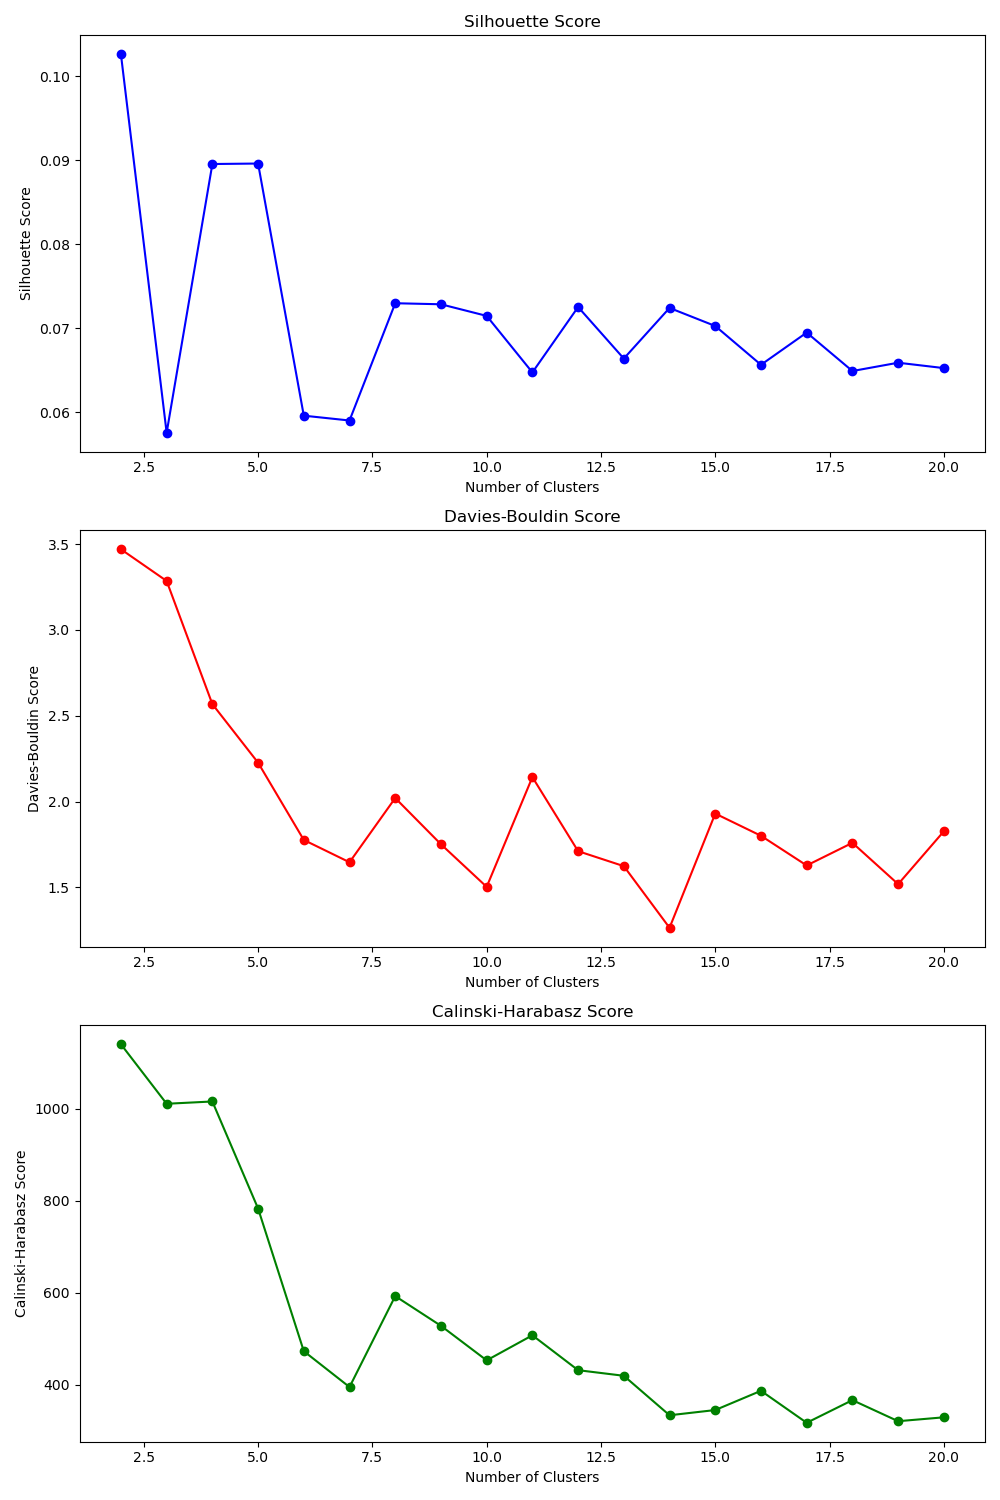 Silhouette Score
0.10
0.09
0.08
0.07
0.06
Silhouette Score
2.5 5.0 7.5 10.0 12.5 15.0 17.5 20.0
Number of Clusters
Davies-Bouldin Score
3.5
3.0
2.5
2.0
1.5
Davies-Bouldin Score
2.5 5.0 7.5 10.0 12.5 15.0 17.5 20.0
Number of Clusters
Calinski-Harabasz Score
1000
800
600
400
Calinski-Harabasz Score
2.5 5.0 7.5 10.0 12.5 15.0 17.5 20.0
Number of Clusters